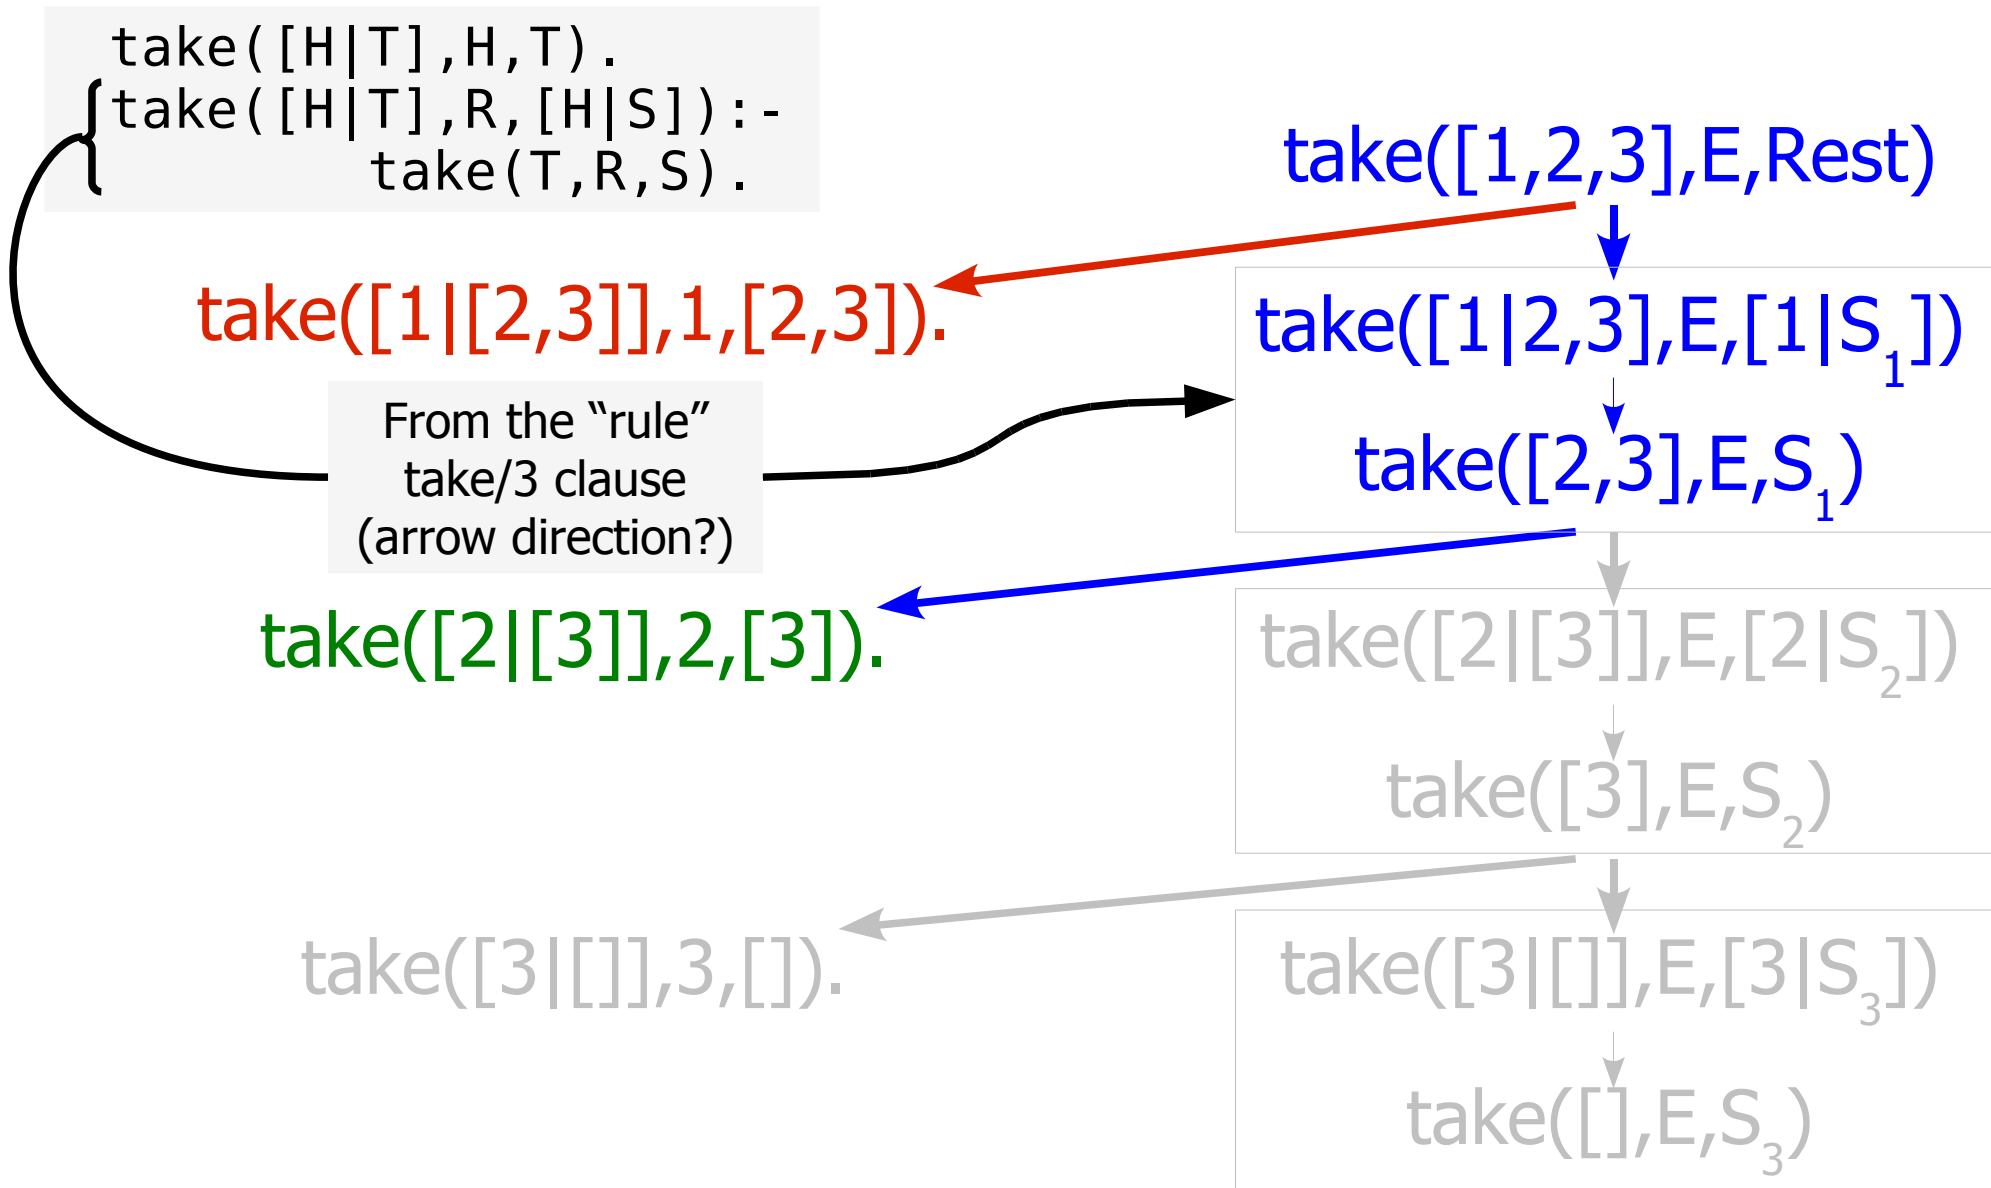 take([H|T],H,T).
take([H|T],R,[H|S]):-
take(T,R,S).
take([1,2,3],E,Rest)
take([1|[2,3]],1,[2,3]).
take([1|2,3],E,[1|S₁])
From the “rule”
take/3 clause
(arrow direction?)
take([2,3],E,S₁)
take([2|[3]],2,[3]).
take([2|[3]],E,[2|S₂])
take([3],E,S₂)
take([3|[]],3,[]).
take([3|[]],E,[3|S₃])
take([],E,S₃)